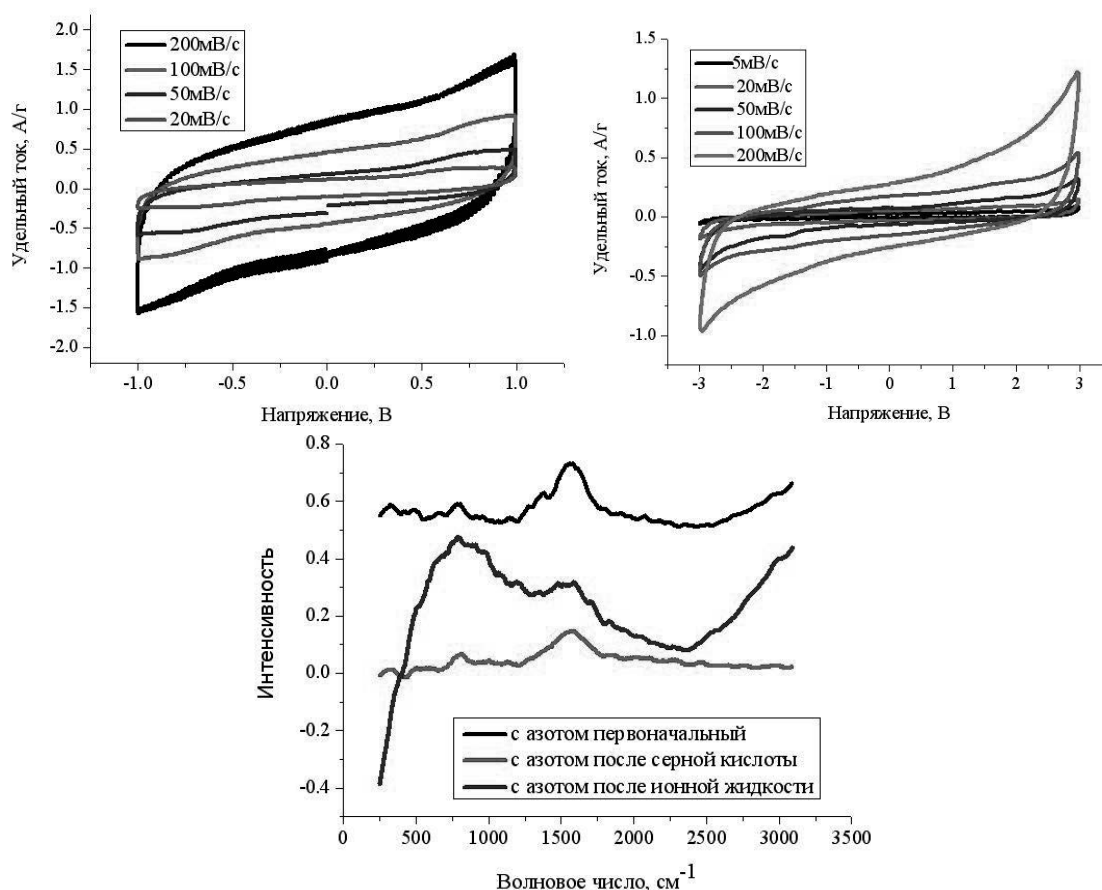 2.0
1.5
1.0
0.5
0.0
-0.5
-1.0
-1.5
-2.0
Удельный ток, А/г
200мВ/с
100мВ/с
50мВ/с
20мВ/с
-1.0
-0.5
0.0
0.5
1.0
Напряжение, В
1.5
1.0
0.5
0.0
-0.5
-1.0
Удельный ток, А/г
5мВ/с
20мВ/с
50мВ/с
100мВ/с
200мВ/с
-3
-2
-1
0
1
2
3
Напряжение, В
0.8
0.6
0.4
0.2
0.0
-0.2
-0.4
Интенсивность
с азотом первоначальный
с азотом после серной кислоты
с азотом после ионной жидкости
0
500
1000
1500
2000
2500
3000
3500
Волновое число, см-1